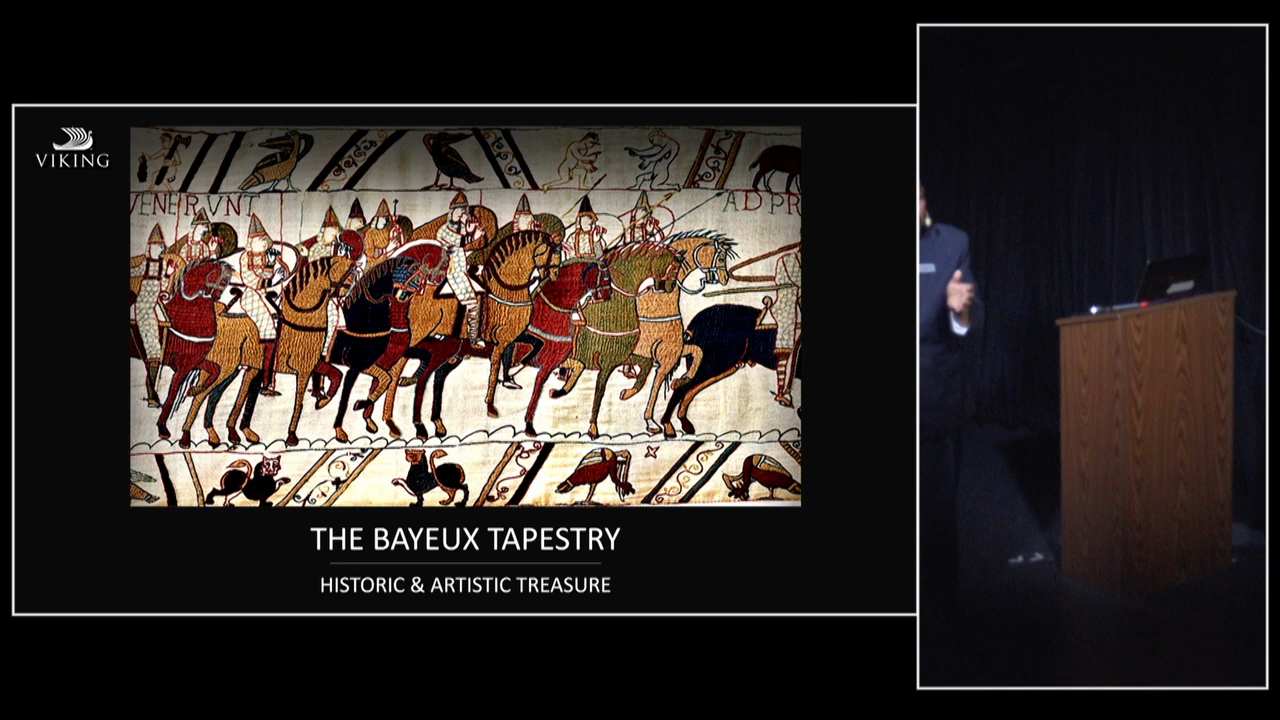 VIKING
VENERVNT
AD PR
THE BAYEUX TAPESTRY
HISTORIC & ARTISTIC TREASURE